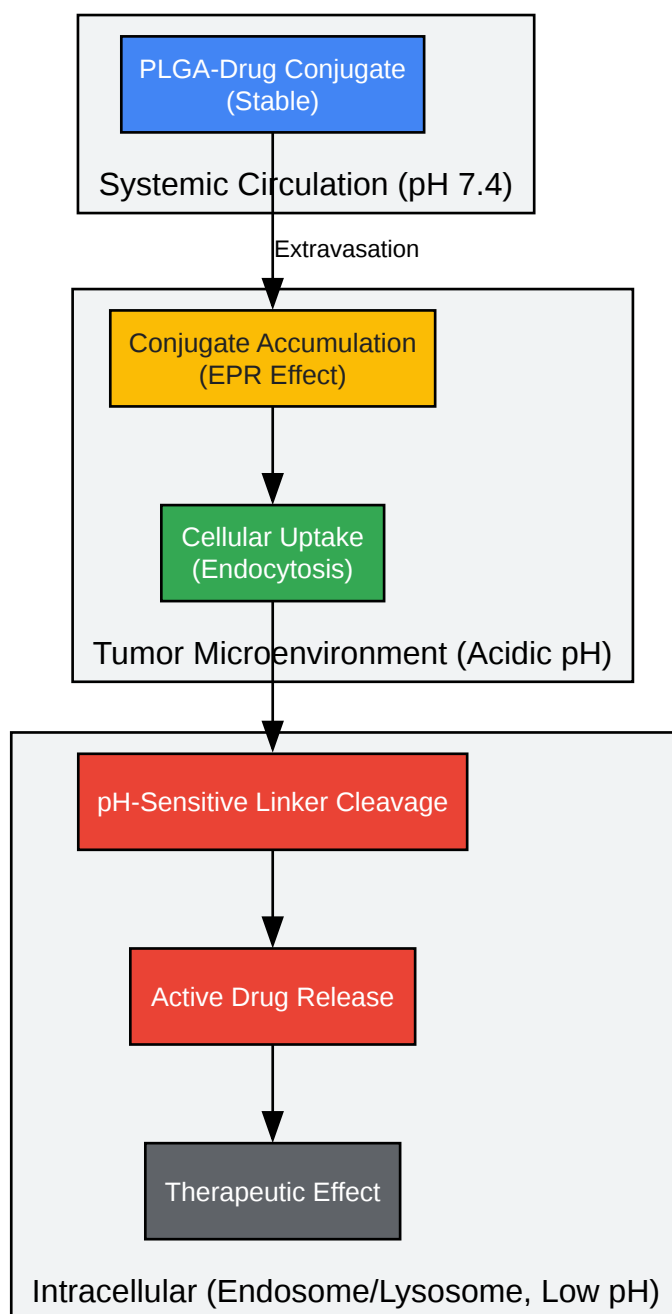 PLGA-Drug Conjugate
(Stable)
Systemic Circulation (pH 7.4)
Extravasation
Conjugate Accumulation
(EPR Effect)
Cellular Uptake
(Endocytosis)
Tumor Microenvironment (Acidic pH)
pH-Sensitive Linker Cleavage
Active Drug Release
Therapeutic Effect
Intracellular (Endosome/Lysosome, Low pH)